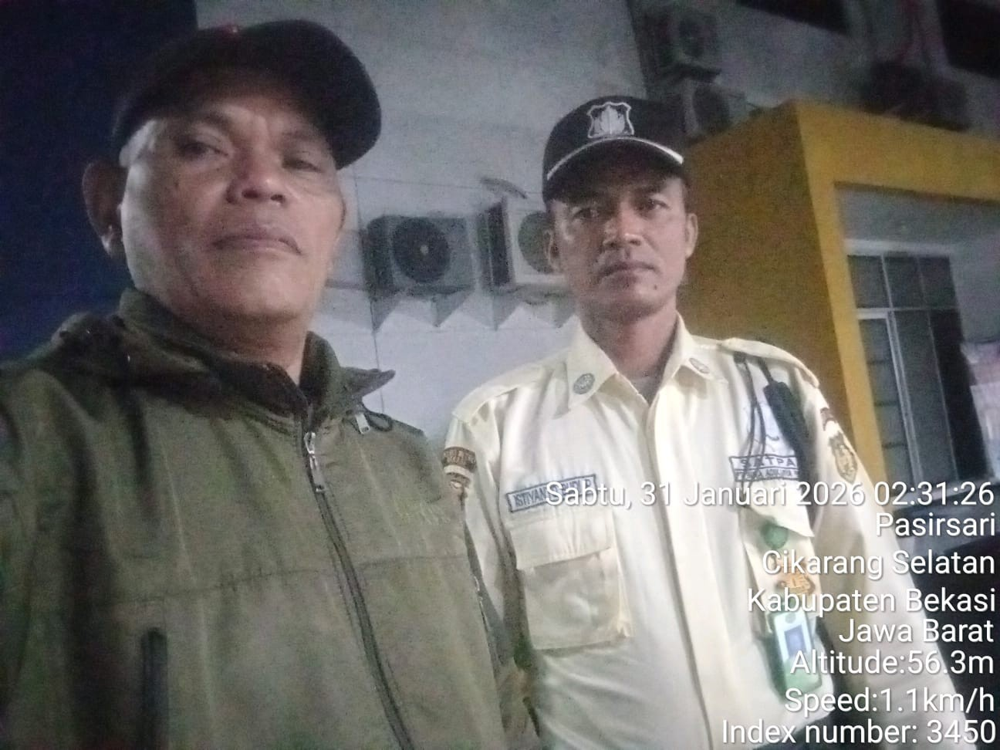 SATPA
Sabtu, 31 Januari 2026 02:31:26
Pasirsari
Cikarang Selatan
Kabupaten Bekasi
Jawa Barat
Altitude:56.3m
Speed:1.1km/h
Index number: 3450